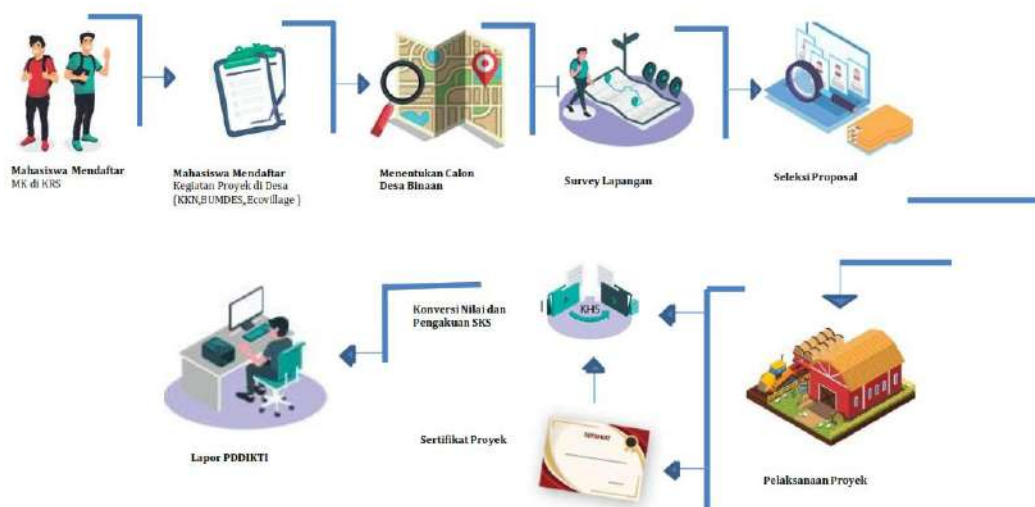 Mahasiswa Mendaftar
MK di KRS
Mahasiswa Mendaftar
Kegiatan Proyek di Desa
(KKN,BUMDES,Ecovillage )
Menentukan Calon
Desa Binaan
Survey Lapangan
Seleksi Proposal
Konversi Nilai dan
Pengakuan SKS
KHS
Lapor PDDIKTI
Sertifikat Proyek
Pelaksanaan Proyek